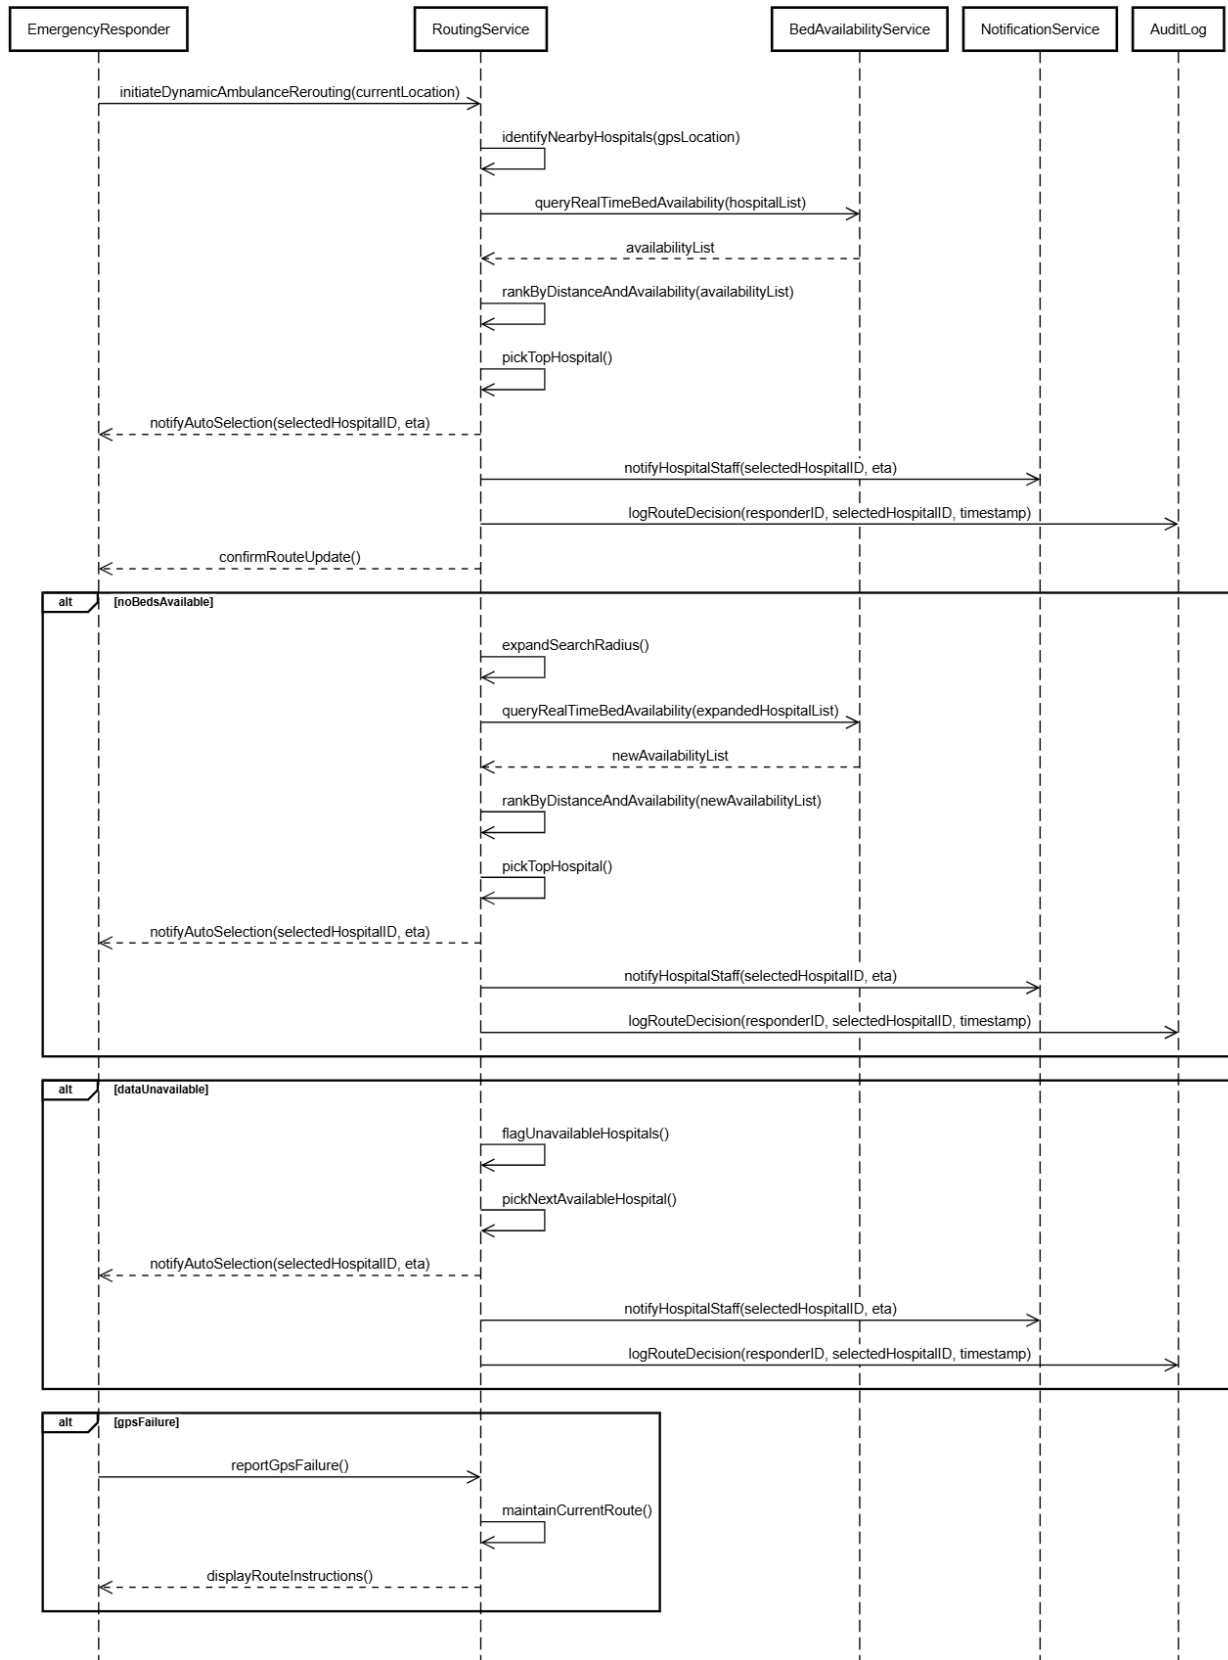 EmergencyResponder
RoutingService
BedAvailabilityService
NotificationService
AuditLog
initiateDynamicAmbulanceRerouting(currentLocation)
identifyNearbyHospitals(gpsLocation)
queryRealTimeBedAvailability(hospitalList)
availabilityList
rankByDistanceAndAvailability(availabilityList)
pickTopHospital()
notifyAutoSelection(selectedHospitalID, eta)
notifyHospitalStaff(selectedHospitalID, eta)
logRouteDecision(responderID, selectedHospitalID, timestamp)
confirmRouteUpdate()
alt [noBedsAvailable]
expandSearchRadius()
queryRealTimeBedAvailability(expandedHospitalList)
newAvailabilityList
rankByDistanceAndAvailability(newAvailabilityList)
pickTopHospital()
notifyAutoSelection(selectedHospitalID, eta)
notifyHospitalStaff(selectedHospitalID, eta)
logRouteDecision(responderID, selectedHospitalID, timestamp)
alt [dataUnavailable]
flagUnavailableHospitals()
pickNextAvailableHospital()
notifyAutoSelection(selectedHospitalID, eta)
notifyHospitalStaff(selectedHospitalID, eta)
logRouteDecision(responderID, selectedHospitalID, timestamp)
alt [gpsFailure]
reportGpsFailure()
maintainCurrentRoute()
displayRouteInstructions()